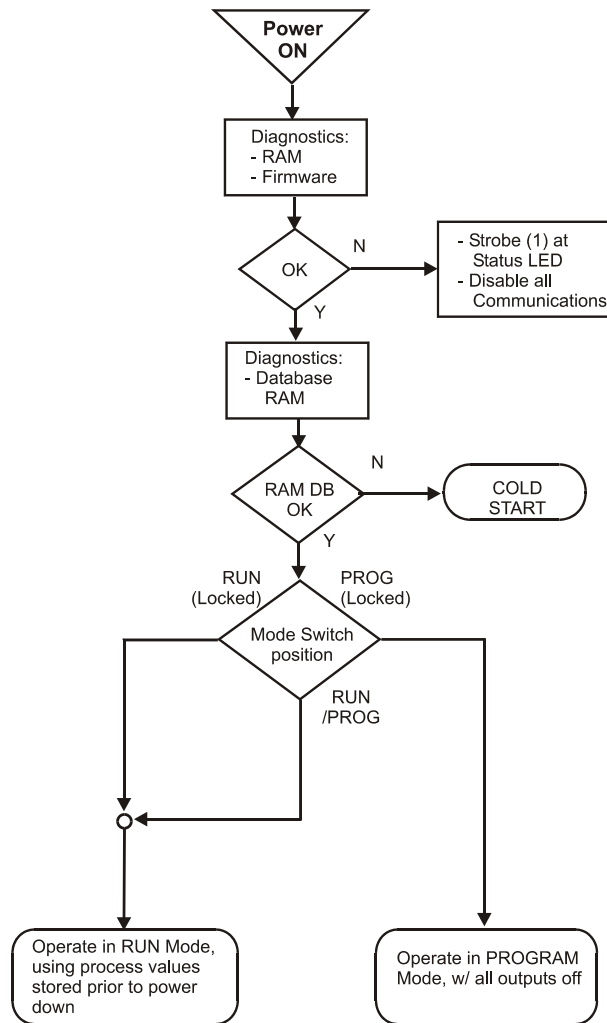 Power
ON
Diagnostics:
- RAM
- Firmware
OK
N
- Strobe (1) at
Status LED
- Disable all
Communications
Y
Diagnostics:
- Database
RAM
RAM DB
OK
N
COLD
START
Y
RUN
(Locked)
PROG
(Locked)
Mode Switch
position
RUN
/PROG
Operate in RUN Mode,
using process values
stored prior to power
down
Operate in PROGRAM
Mode, w/ all outputs off